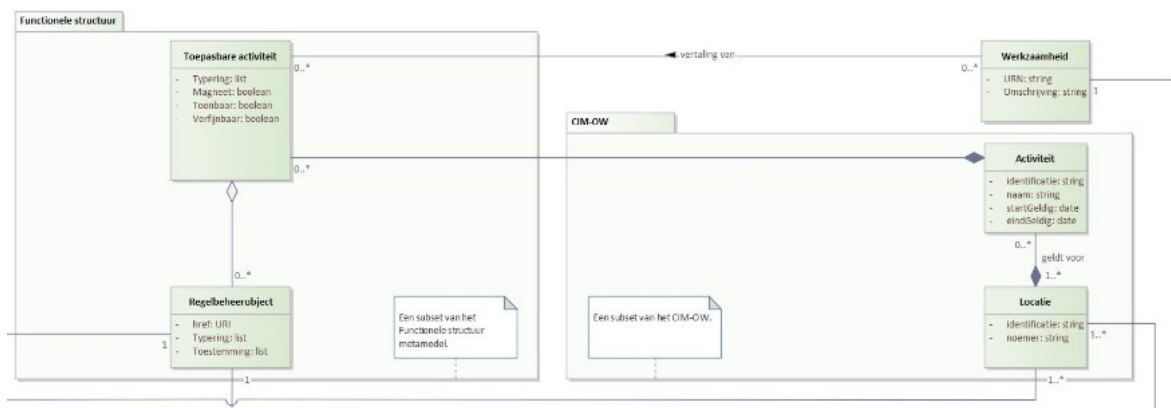 Functionele structuur
Toepasbare activiteit
- Typering: list
- Magneet: boolean
- Toonbaar: boolean
- Verfijnbaar: boolean
0..*
vertaling van
0..*
Werkzaamheid
- URN: string
- Omschrijving: string
1
CIM-OW
0..*
Activiteit
- identificatie: string
- naam: string
- startGeldig: date
- eindGeldig: date
0..*
geldt voor
1..*
0..*
Regelbeheerobject
- href: URI
- Typering: list
- Toestemming: list
1
1
Een subset van het
Functionele structuur
metamodel.
Een subset van het CIM-OW.
Locatie
- identificatie: string
- noemer: string
1..*
1..*